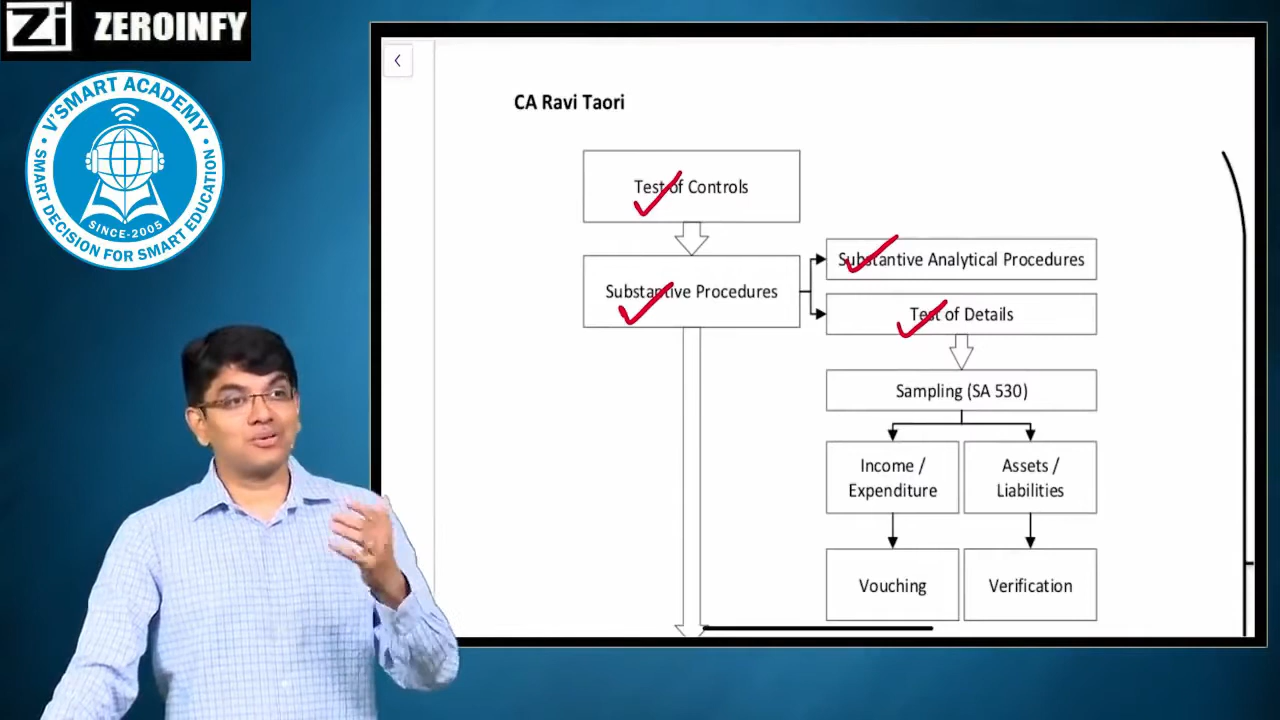 Zi ZEROINFY
V'SMART ACADEMY
SINCE-2005
SMART DECISION FOR SMART EDUCATION
CA Ravi Taori
Test of Controls
Substantive Analytical Procedures
Substantive Procedures
Test of Details
Sampling (SA 530)
Income /
Expenditure
Assets /
Liabilities
Vouching
Verification